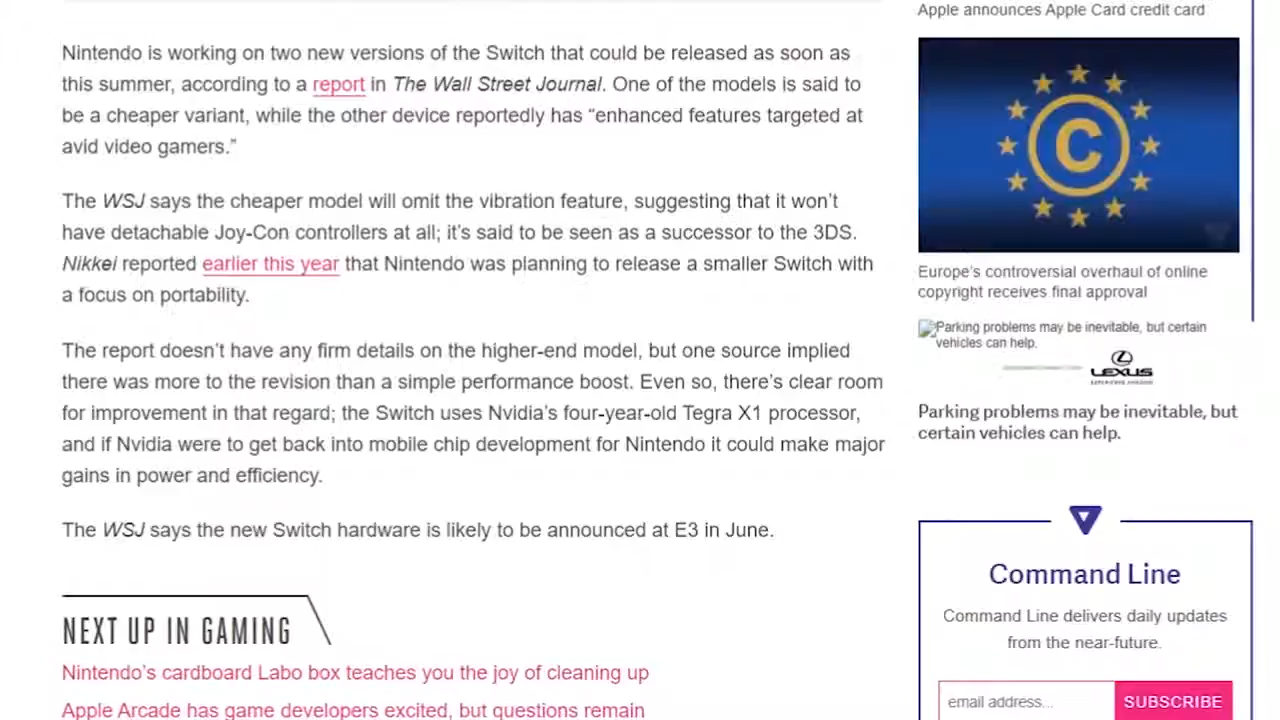 Apple announces Apple Card credit card
Nintendo is working on two new versions of the Switch that could be released as soon as
this summer, according to a report in The Wall Street Journal. One of the models is said to
be a cheaper variant, while the other device reportedly has “enhanced features targeted at
avid video gamers.”
The WSJ says the cheaper model will omit the vibration feature, suggesting that it won’t
have detachable Joy-Con controllers at all; it’s said to be seen as a successor to the 3DS.
Nikkei reported earlier this year that Nintendo was planning to release a smaller Switch with
a focus on portability.
The report doesn’t have any firm details on the higher-end model, but one source implied
there was more to the revision than a simple performance boost. Even so, there’s clear room
for improvement in that regard; the Switch uses Nvidia’s four-year-old Tegra X1 processor,
and if Nvidia were to get back into mobile chip development for Nintendo it could make major
gains in power and efficiency.
The WSJ says the new Switch hardware is likely to be announced at E3 in June.
NEXT UP IN GAMING
Nintendo’s cardboard Labo box teaches you the joy of cleaning up
Apple Arcade has game developers excited, but questions remain
C
Europe’s controversial overhaul of online
copyright receives final approval
Parking problems may be inevitable, but certain
vehicles can help.
LEXUS
Parking problems may be inevitable, but
certain vehicles can help.
Command Line
Command Line delivers daily updates
from the near-future.
email address...
SUBSCRIBE